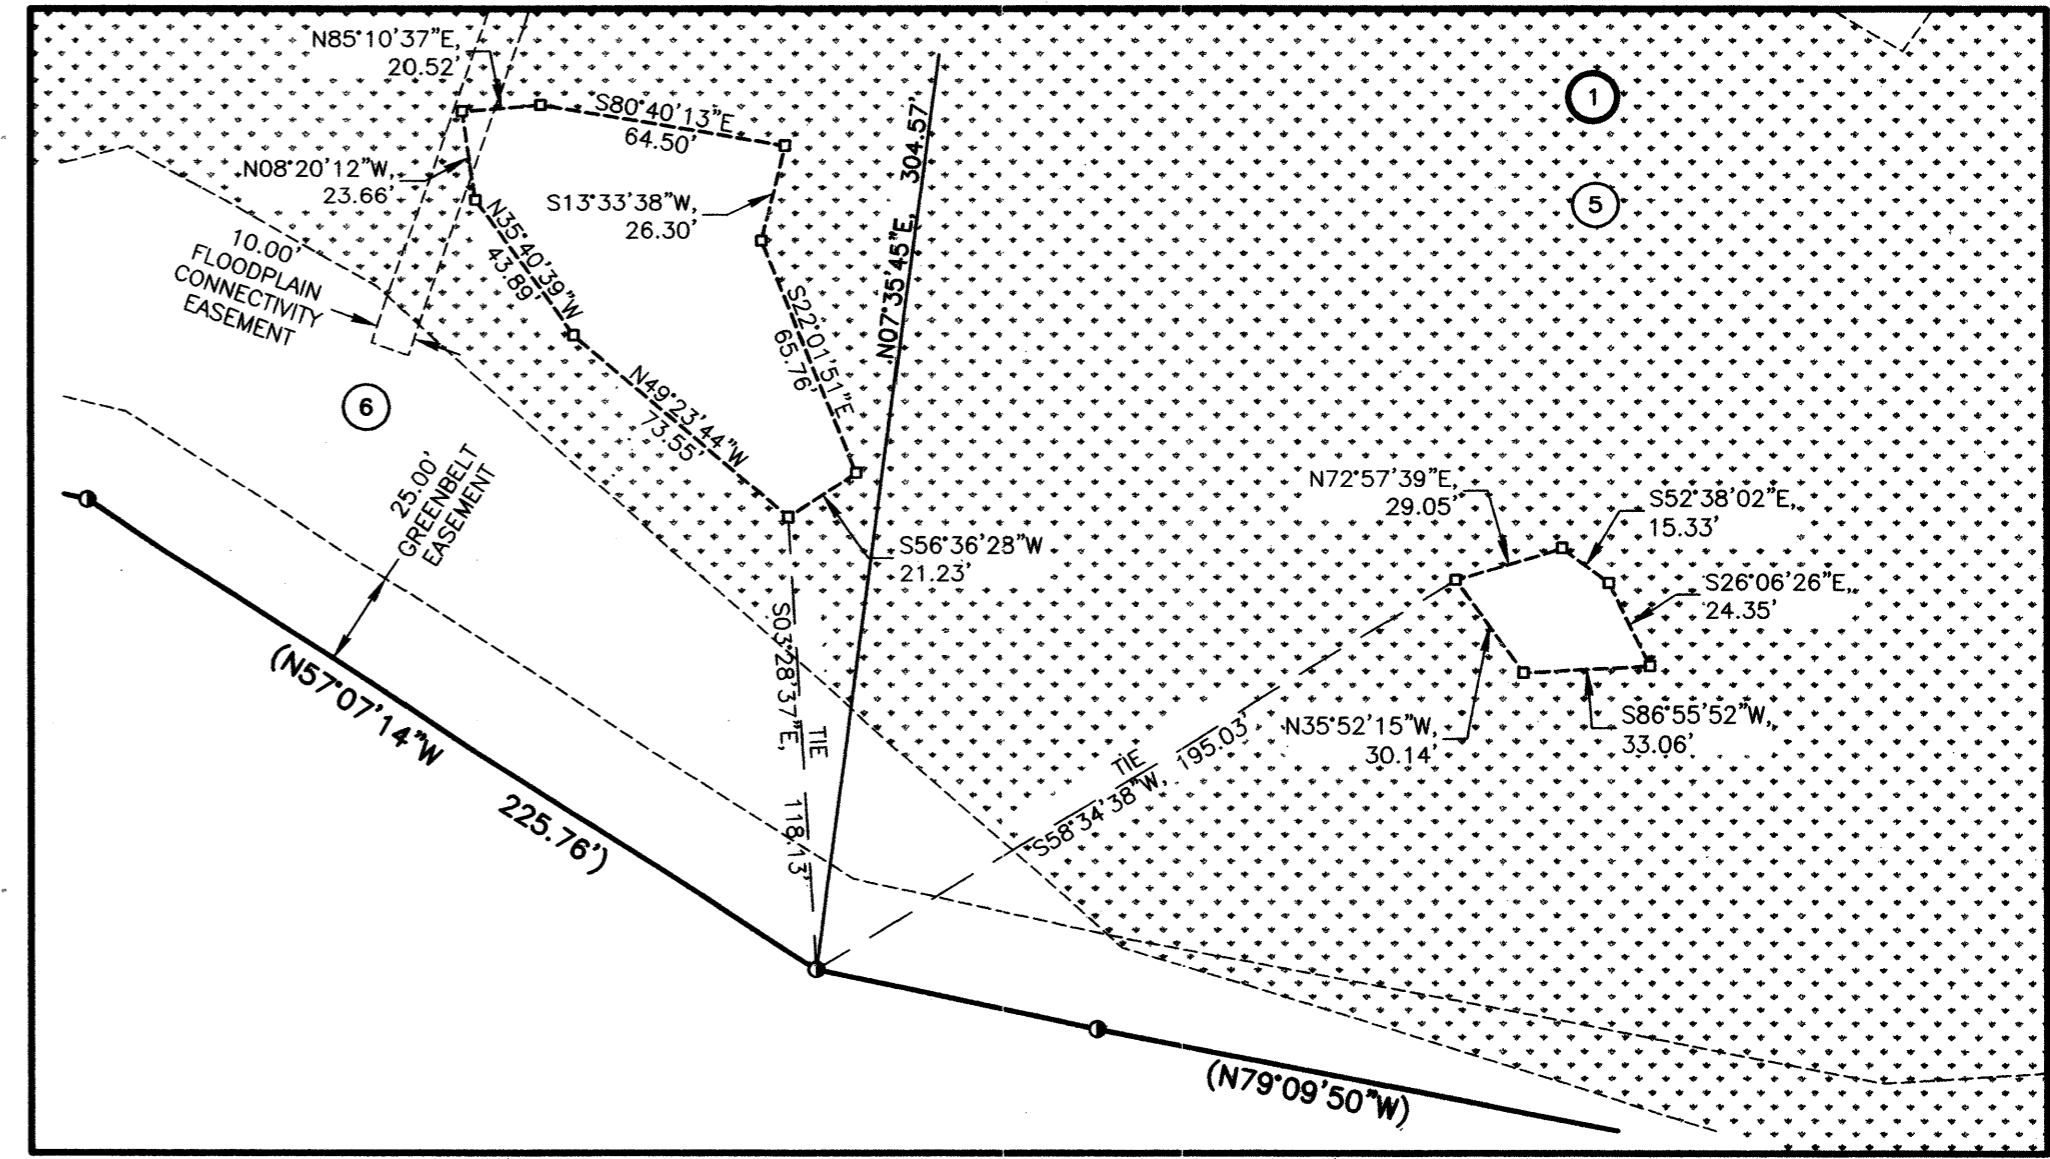 N85°10'37"E,
20.52'
S80°40'13"E
64.50'
N08°20'12"W,
23.66'
S13°33'38"W,
26.30'
N07°35'45"E, 304.57'
1
5
10.00'
FLOODPLAIN
CONNECTIVITY
EASEMENT
N35°40'39"W
43.89'
S22°01'51"E
65.76'
N49°23'44"W
73.55'
6
25.00'
GREENBELT
EASEMENT
S56°36'28"W
21.23'
N72°57'39"E,
29.05'
S52°38'02"E,
15.33'
S26°06'26"E,
24.35'
S86°55'52"W,
33.06'
N35°52'15"W,
30.14'
TIE
S03°28'37"E, 118.13'
TIE
S58°34'38"W, 195.03'
(N57°07'14"W 225.76')
(N79°09'50"W)